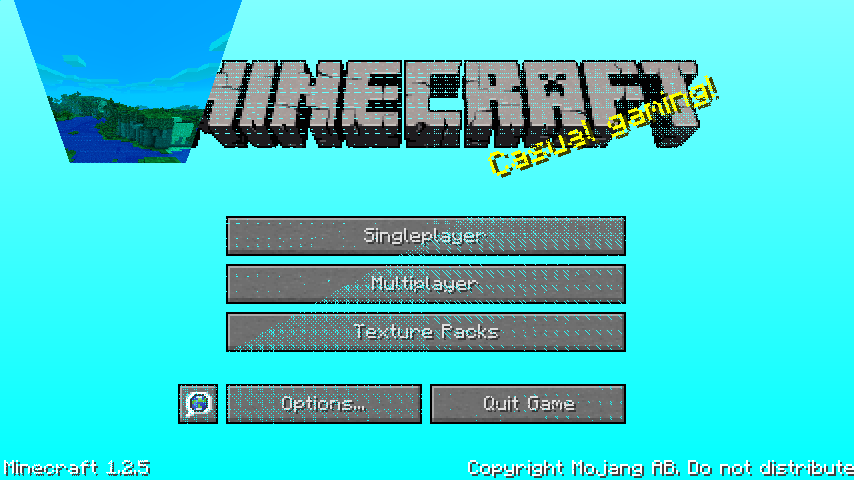 MINECRAFT
Casual gaming!
Singleplayer
Multiplayer
Texture Packs
Options...
Quit Game
Minecraft 1.2.5
Copyright Mojang AB. Do not distribute